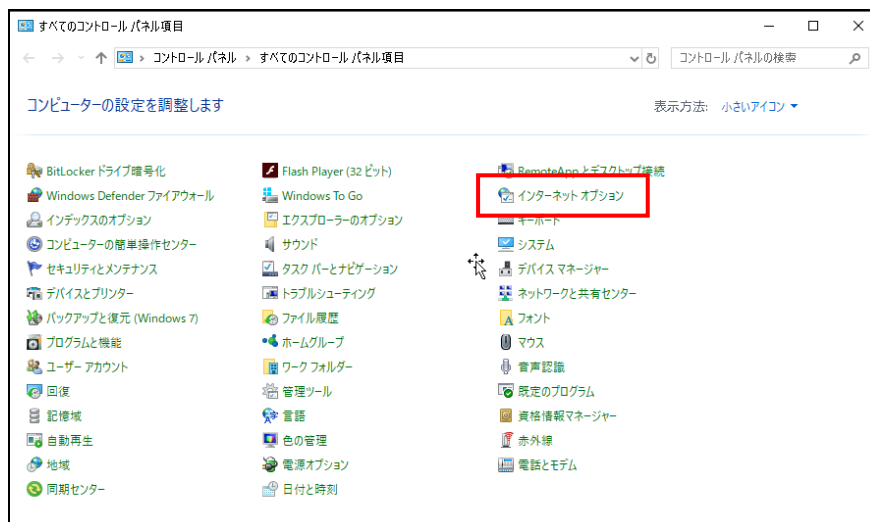 すべてのコントロール パネル項目
コントロール パネル › すべてのコントロール パネル項目
コントロール パネルの検索
コンピューターの設定を調整します
表示方法: 小さいアイコン
BitLocker ドライブ暗号化
Flash Player (32 ビット)
RemoteApp とデスクトップ接続
Windows Defender ファイアウォール
Windows To Go
インターネット オプション
インデックスのオプション
エクスプローラーのオプション
キーボード
コンピューターの簡単操作センター
サウンド
システム
セキュリティとメンテナンス
タスク バーとナビゲーション
デバイス マネージャー
デバイスとプリンター
トラブルシューティング
ネットワークと共有センター
バックアップと復元 (Windows 7)
ファイル履歴
フォント
プログラムと機能
ホームグループ
マウス
ユーザー アカウント
ワーク フォルダー
音声認識
回復
管理ツール
既定のプログラム
記憶域
言語
資格情報マネージャー
自動再生
色の管理
赤外線
地域
電源オプション
電話とモデム
同期センター
日付と時刻